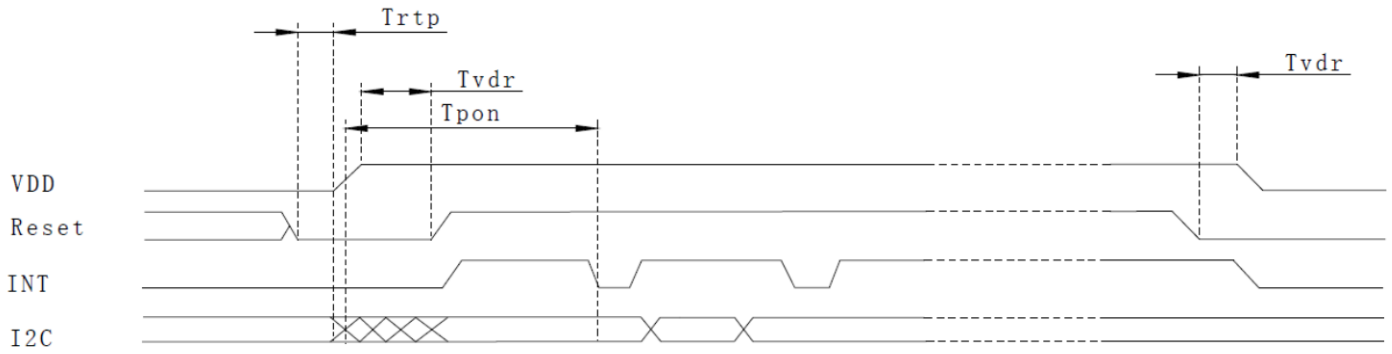 Trtp
Tvdr
Tvdr
Tpon
VDD
Reset
INT
I2C